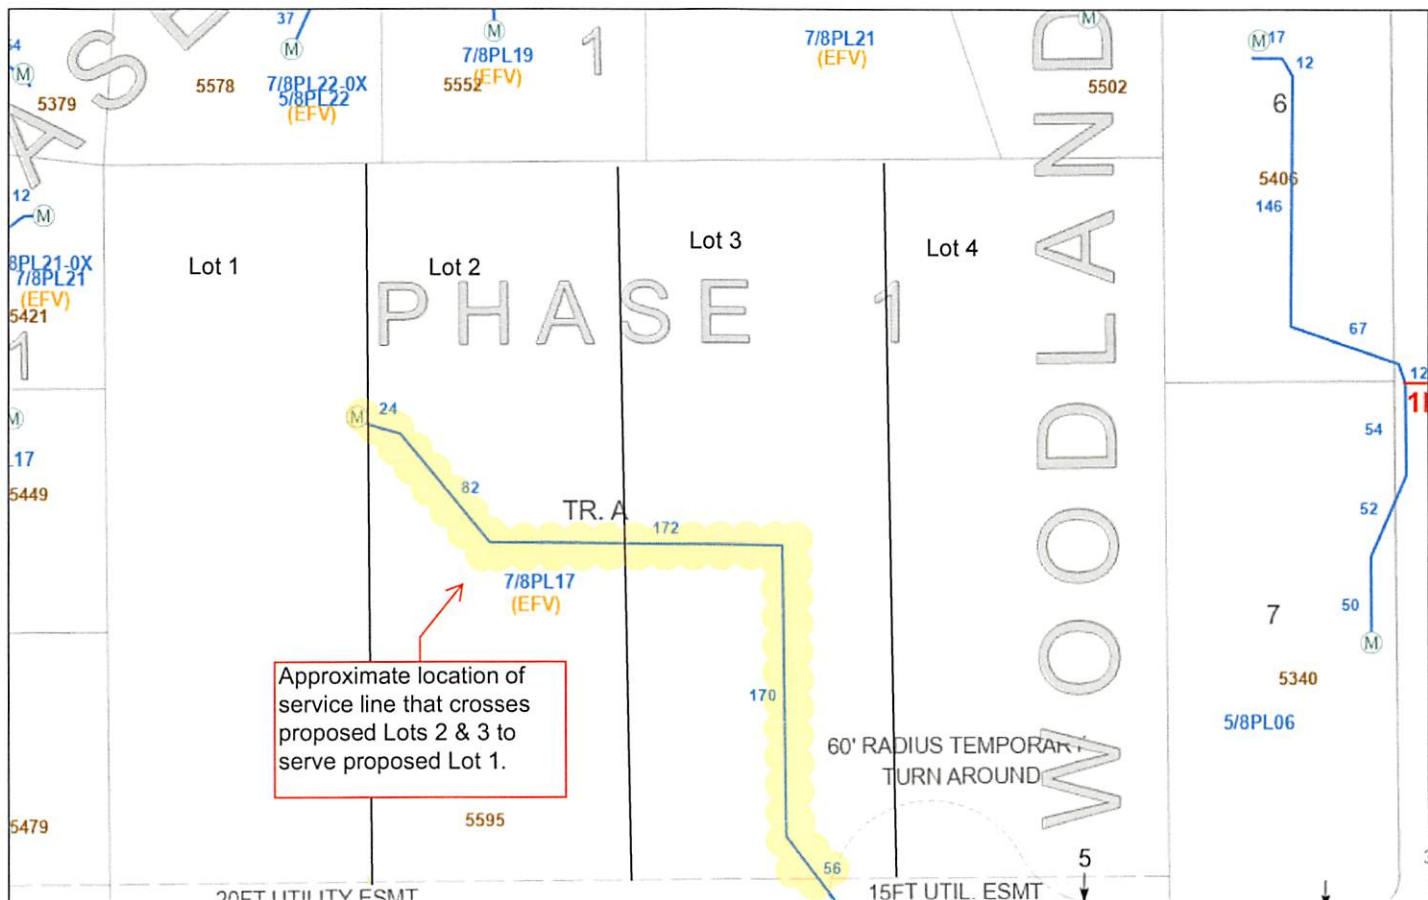 37
M
7/8PL19
(EFV)
1
7/8PL21
(EFV)
M
M 17
12
54
M
5379
5578
7/8PL22-0X
5/8PL22
(EFV)
5552
5502
6
ASE
12
M
5406
146
8PL21-0X
7/8PL21
(EFV)
5421
1
Lot 1
Lot 2
Lot 3
Lot 4
PHASE 1
WOODLAND
67
12
M
24
54
M
.17
5449
82
TR. A
172
52
7/8PL17
(EFV)
50
7
M
Approximate location of
service line that crosses
proposed Lots 2 & 3 to
serve proposed Lot 1.
170
5340
5/8PL06
60' RADIUS TEMPORARY
TURN AROUND
5479
5595
56
5
20FT UTILITY ESMT
15FT UTIL. ESMT